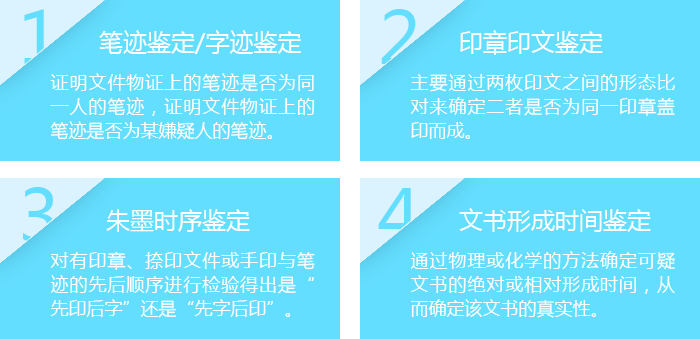 1
笔迹鉴定/字迹鉴定
证明文件物证上的笔迹是否为同
一人的笔迹，证明文件物证上的
笔迹是否为某嫌疑人的笔迹。
2
印章印文鉴定
主要通过两枚印文之间的形态比
对来确定二者是否为同一印章盖
印而成。
3
朱墨时序鉴定
对有印章、捺印文件或手印与笔
迹的先后顺序进行检验得出是“
先印后字”还是“先字后印”。
4
文书形成时间鉴定
通过物理或化学的方法确定可疑
文书的绝对或相对形成时间，从
而确定该文书的真实性。